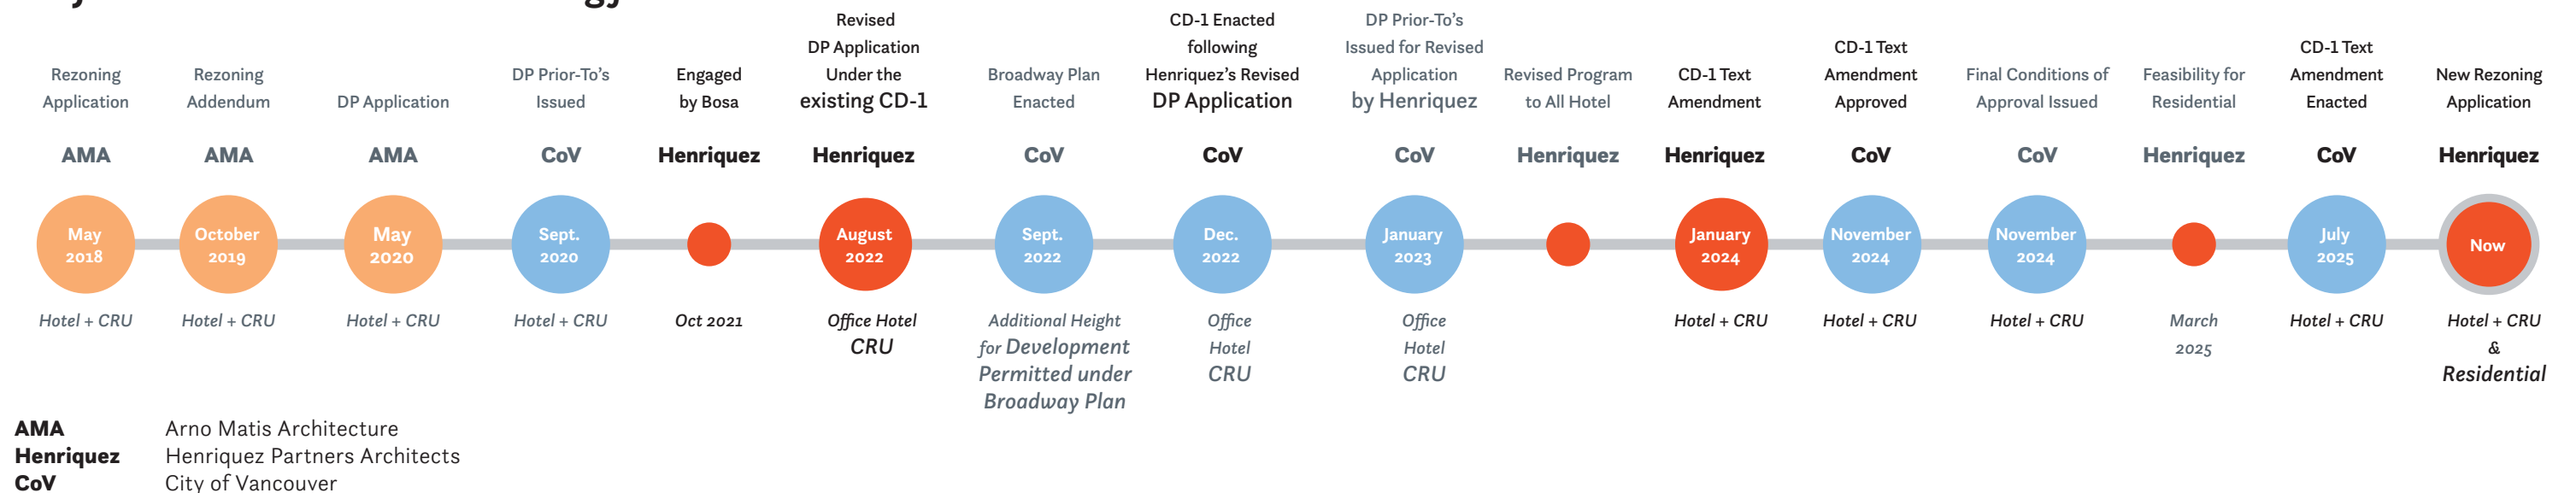 Rezoning
Application
AMA
May
2018
Hotel + CRU
Rezoning
Addendum
AMA
October
2019
Hotel + CRU
DP Application
AMA
May
2020
Hotel + CRU
DP Prior-To's
Issued
CoV
Sept.
2020
Hotel + CRU
Engaged
by Bosa
Henriquez
Oct 2021
Revised
DP Application
Under the
existing CD-1
Henriquez
August
2022
Office Hotel
CRU
Broadway Plan
Enacted
CoV
Sept.
2022
Additional Height
for Development
Permitted under
Broadway Plan
CD-1 Enacted
following
Henriquez's Revised
DP Application
CoV
Dec.
2022
Office
Hotel
CRU
DP Prior-To's
Issued for Revised
Application
by Henriquez
CoV
January
2023
Office
Hotel
CRU
Revised Program
to All Hotel
Henriquez
CD-1 Text
Amendment
Henriquez
January
2024
Hotel + CRU
CD-1 Text
Amendment
Approved
CoV
November
2024
Hotel + CRU
Final Conditions of
Approval Issued
CoV
November
2024
Hotel + CRU
Feasibility for
Residential
Henriquez
March
2025
CD-1 Text
Amendment
Enacted
CoV
July
2025
Hotel + CRU
New Rezoning
Application
Henriquez
Now
Hotel + CRU
&
Residential
AMA Arno Matis Architecture
Henriquez Henriquez Partners Architects
CoV City of Vancouver